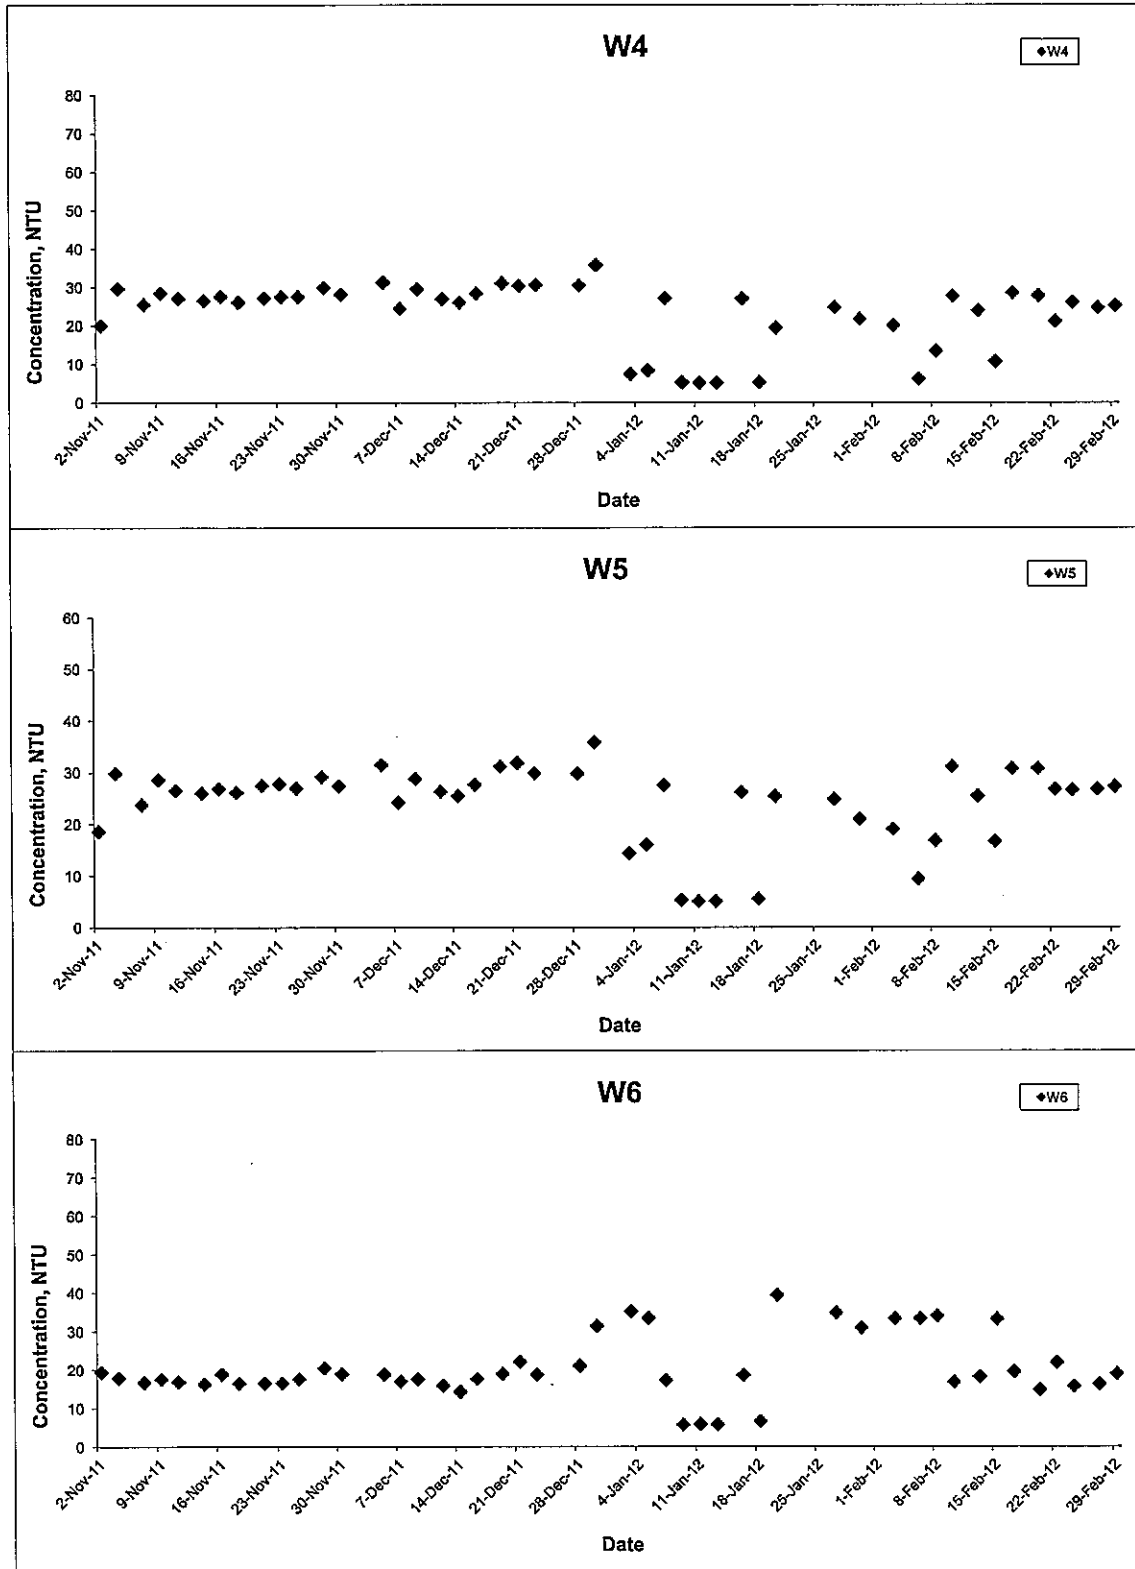 W4
◆W4
80
70
60
50
40
30
20
10
0
Concentration, NTU
2-Nov-11
9-Nov-11
16-Nov-11
23-Nov-11
30-Nov-11
7-Dec-11
14-Dec-11
21-Dec-11
28-Dec-11
4-Jan-12
11-Jan-12
18-Jan-12
25-Jan-12
1-Feb-12
8-Feb-12
15-Feb-12
22-Feb-12
29-Feb-12
Date
W5
◆W5
60
50
40
30
20
10
0
Concentration, NTU
2-Nov-11
9-Nov-11
16-Nov-11
23-Nov-11
30-Nov-11
7-Dec-11
14-Dec-11
21-Dec-11
28-Dec-11
4-Jan-12
11-Jan-12
18-Jan-12
25-Jan-12
1-Feb-12
8-Feb-12
15-Feb-12
22-Feb-12
29-Feb-12
Date
W6
◆W6
80
70
60
50
40
30
20
10
0
Concentration, NTU
2-Nov-11
9-Nov-11
16-Nov-11
23-Nov-11
30-Nov-11
7-Dec-11
14-Dec-11
21-Dec-11
28-Dec-11
4-Jan-12
11-Jan-12
18-Jan-12
25-Jan-12
1-Feb-12
8-Feb-12
15-Feb-12
22-Feb-12
29-Feb-12
Date